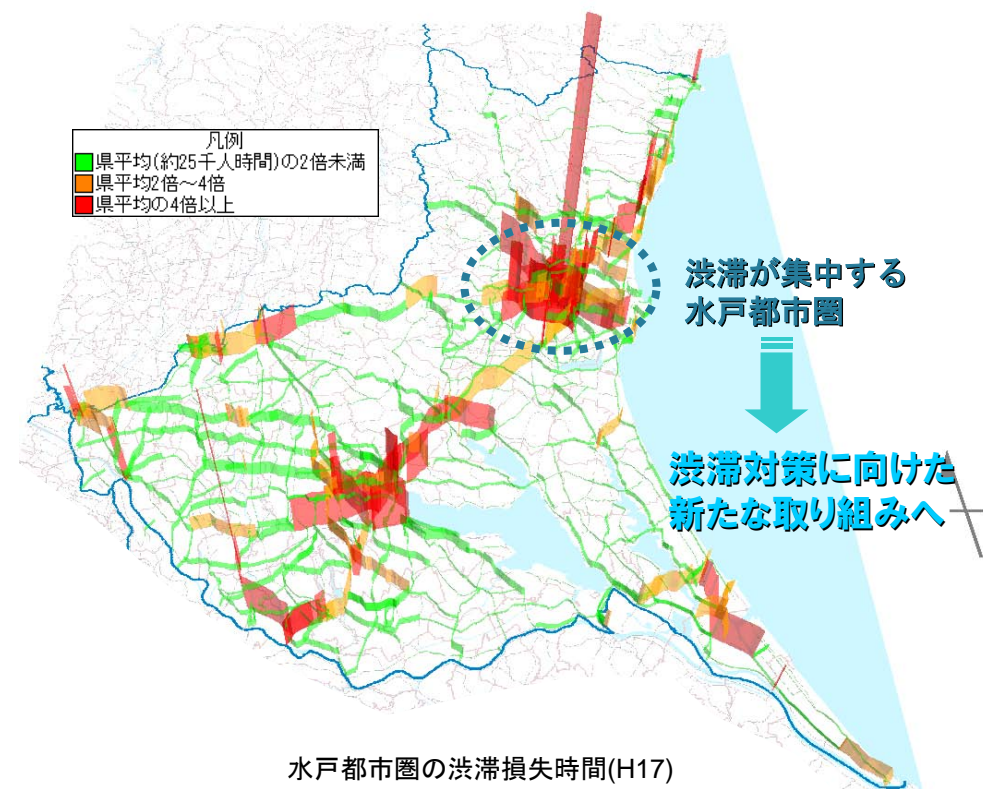 凡例
県平均(約25千人時間)の2倍未満
県平均2倍～4倍
県平均の4倍以上
渋滞が集中する
水戸都市圏
渋滞対策に向けた
新たな取り組みへ
水戸都市圏の渋滞損失時間(H17)